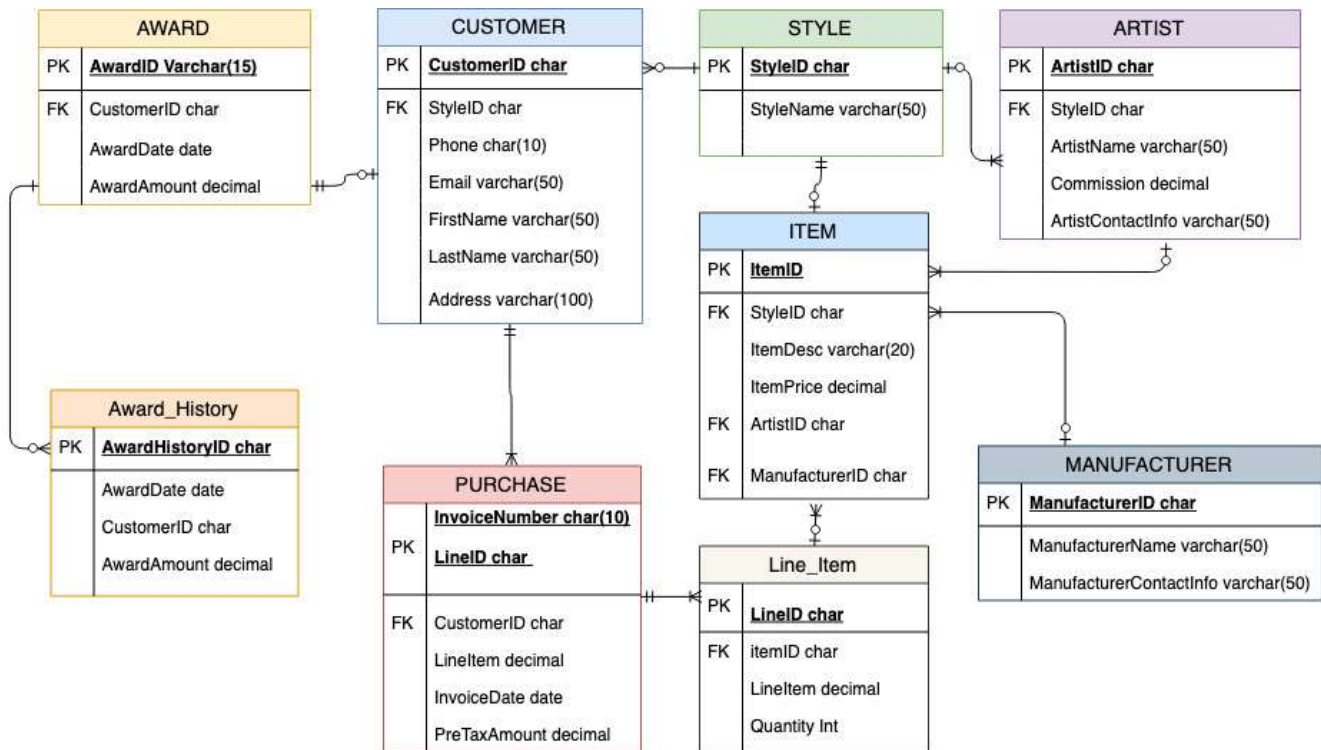 AWARD
PK AwardID Varchar(15)
FK CustomerID char
AwardDate date
AwardAmount decimal
CUSTOMER
PK CustomerID char
FK StyleID char
Phone char(10)
Email varchar(50)
FirstName varchar(50)
LastName varchar(50)
Address varchar(100)
STYLE
PK StyleID char
StyleName varchar(50)
ARTIST
PK ArtistID char
FK StyleID char
ArtistName varchar(50)
Commission decimal
ArtistContactInfo varchar(50)
ITEM
PK ItemID
FK StyleID char
ItemDesc varchar(20)
ItemPrice decimal
FK ArtistID char
FK ManufacturerID char
Award_History
PK AwardHistoryID char
AwardDate date
CustomerID char
AwardAmount decimal
PURCHASE
InvoiceNumber char(10)
PK LineID char
FK CustomerID char
LineItem decimal
InvoiceDate date
PreTaxAmount decimal
Line_Item
PK LineID char
FK itemID char
LineItem decimal
Quantity Int
MANUFACTURER
PK ManufacturerID char
ManufacturerName varchar(50)
ManufacturerContactInfo varchar(50)